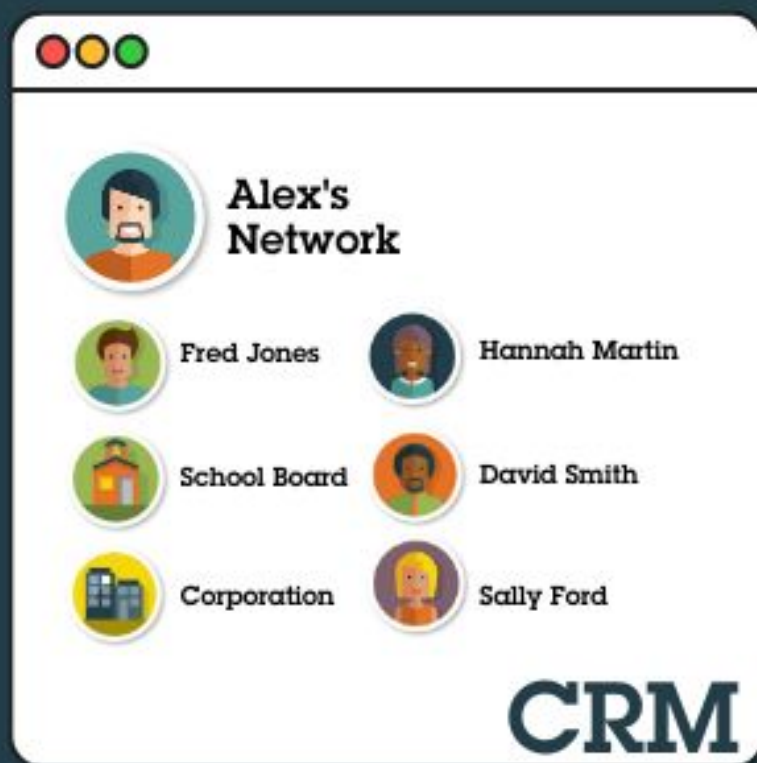 Alex's
Network
Fred Jones
Hannah Martin
School Board
David Smith
Corporation
Sally Ford
CRM